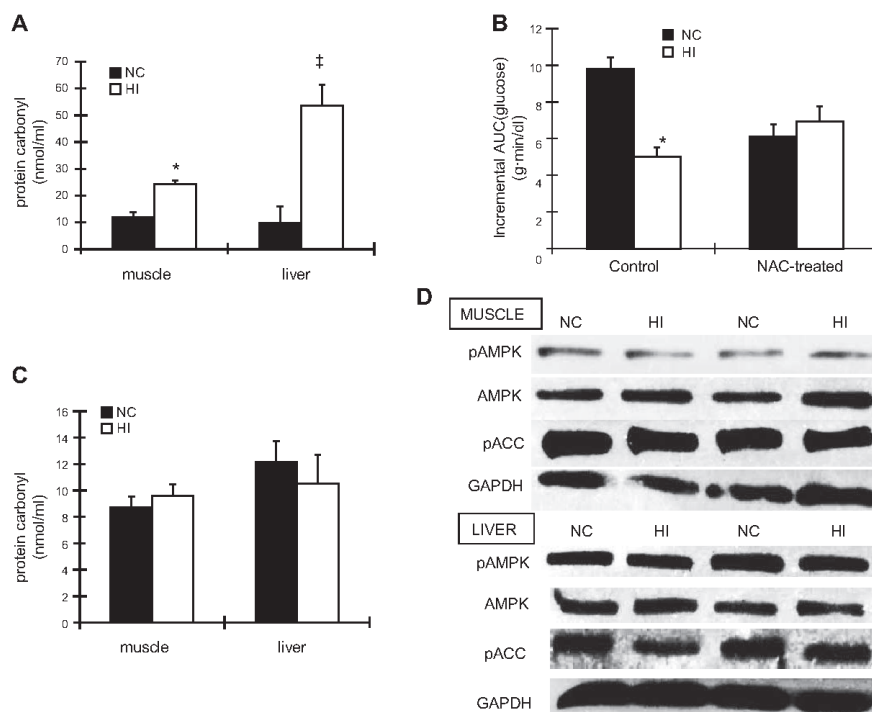 A
protein carbonyl
(nmol/ml)
70
60
50
40
30
20
10
0
NC
HI
*
‡
muscle
liver
B
Incremental AUC(glucose)
(g·min/dl)
12
10
8
6
4
2
0
NC
HI
*
Control
NAC-treated
C
protein carbonyl
(nmol/ml)
16
14
12
10
8
6
4
2
0
NC
HI
muscle
liver
D
MUSCLE
NC HI NC HI
pAMPK
AMPK
pACC
GAPDH
LIVER
NC HI NC HI
pAMPK
AMPK
pACC
GAPDH